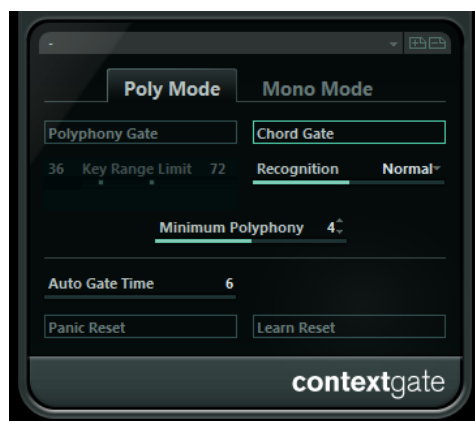 -
Poly Mode Mono Mode
Polyphony Gate Chord Gate
36 Key Range Limit 72 Recognition Normal
Minimum Polyphony 4
Auto Gate Time 6
Panic Reset Learn Reset
contextgate